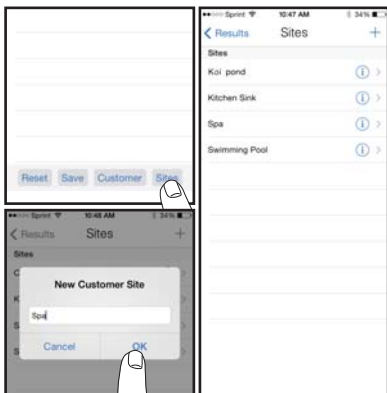 Reset Save Customer Sites
Sprint 10:48 AM 34%
Results Sites +
Sites
New Customer Site
Spa
Cancel OK
Sprint 10:47 AM 34%
Results Sites +
Sites
Koi pond
Kitchen Sink
Spa
Swimming Pool